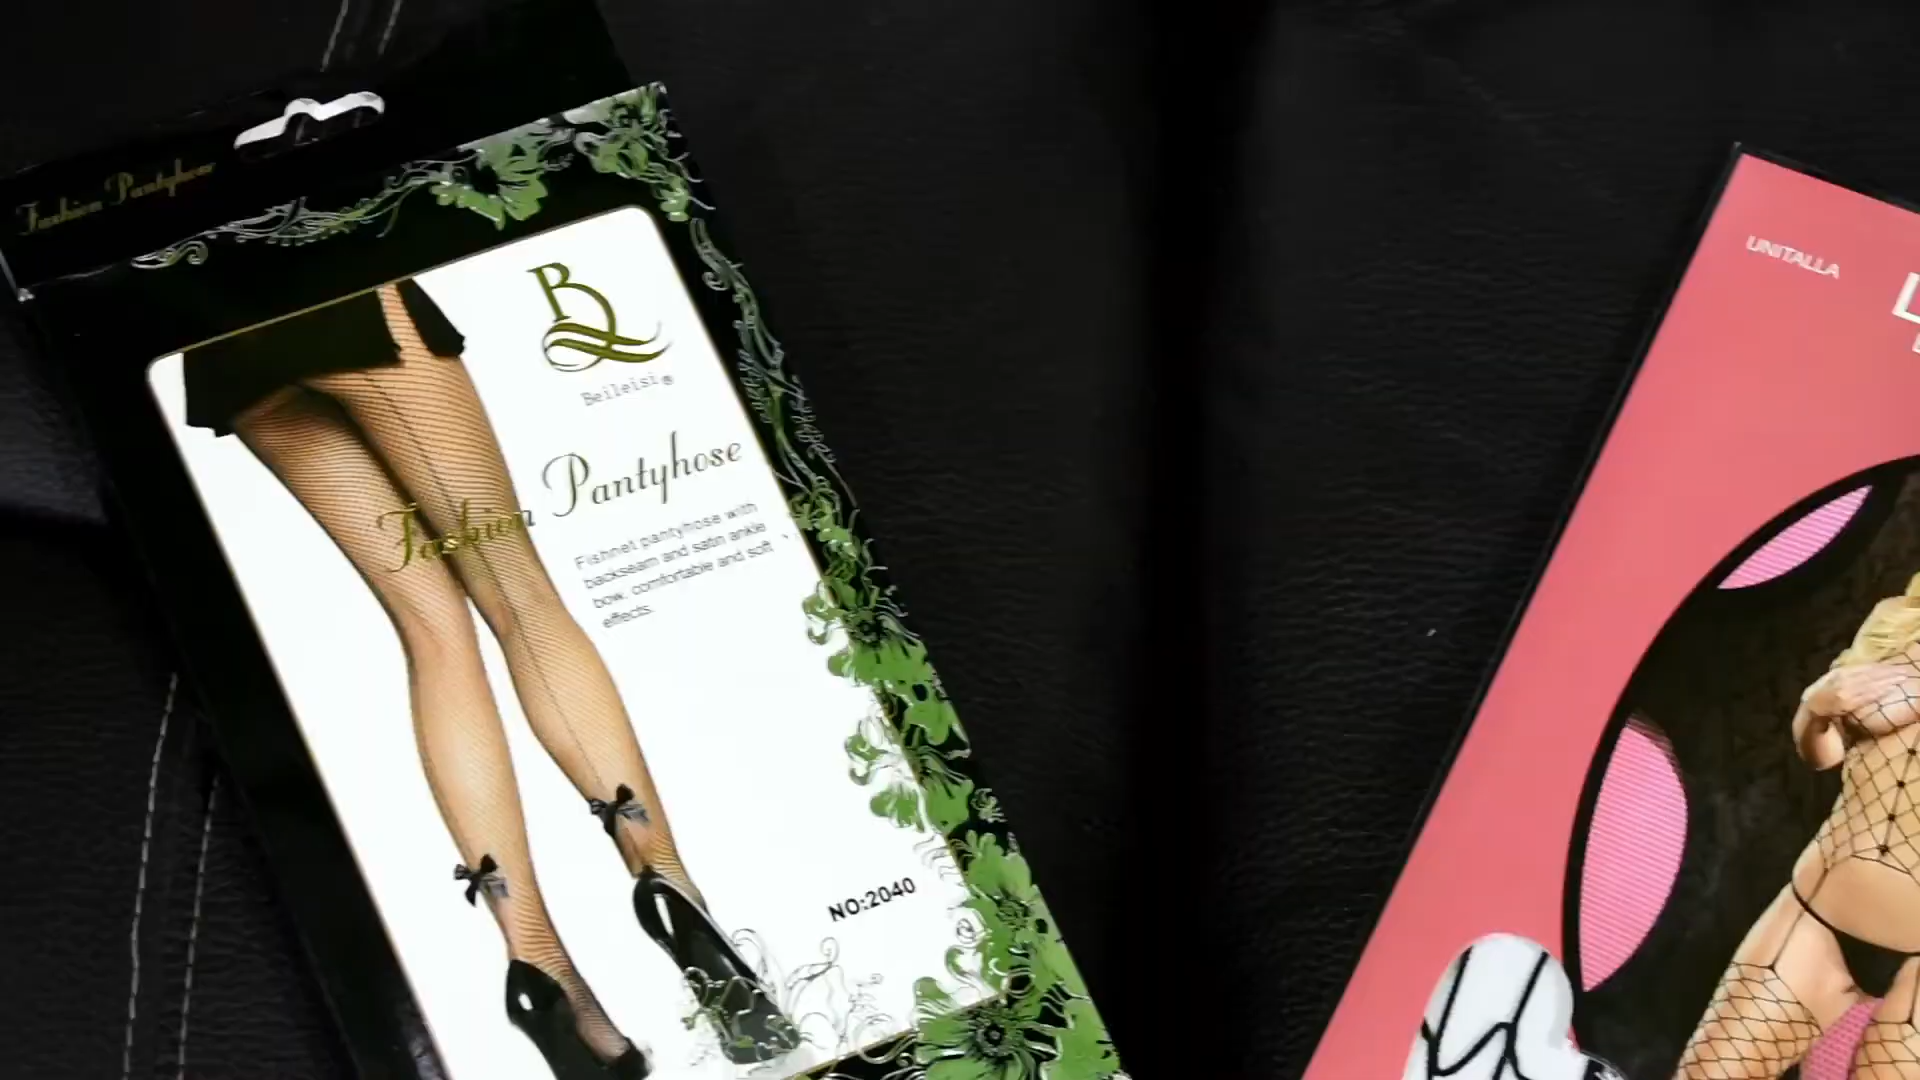 Fashion Pantyhose
Beileisi®
Fashion Pantyhose
Fishnet pantyhose with
backseam and satin ankle
bow, comfortable and soft
effects.
NO:2040
UNITALLA